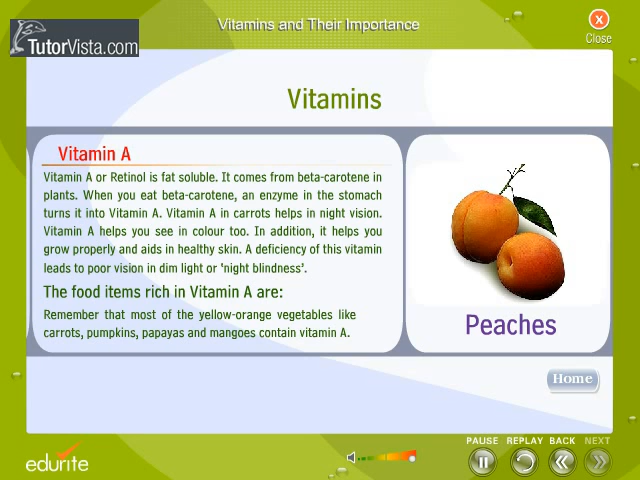 Vitamins and Their Importance
x
Close
TutorVista.com
Vitamins
Vitamin A
Vitamin A or Retinol is fat soluble. It comes from beta-carotene in
plants. When you eat beta-carotene, an enzyme in the stomach
turns it into Vitamin A. Vitamin A in carrots helps in night vision.
Vitamin A helps you see in colour too. In addition, it helps you
grow properly and aids in healthy skin. A deficiency of this vitamin
leads to poor vision in dim light or 'night blindness'.
The food items rich in Vitamin A are:
Remember that most of the yellow-orange vegetables like
carrots, pumpkins, papayas and mangoes contain vitamin A.
Peaches
Home
PAUSE REPLAY BACK NEXT
edurite